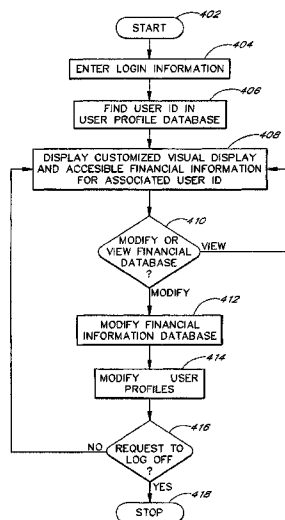 402
START
404
ENTER LOGIN INFORMATION
406
FIND USER ID IN
USER PROFILE DATABASE
408
DISPLAY CUSTOMIZED VISUAL DISPLAY
AND ACCESIBLE FINANCIAL INFORMATION
FOR ASSOCIATED USER ID
410
MODIFY OR
VIEW FINANCIAL
DATABASE
?
VIEW
MODIFY
412
MODIFY FINANCIAL
INFORMATION DATABASE
414
MODIFY USER
PROFILES
416
NO
REQUEST TO
LOG OFF
?
YES
418
STOP